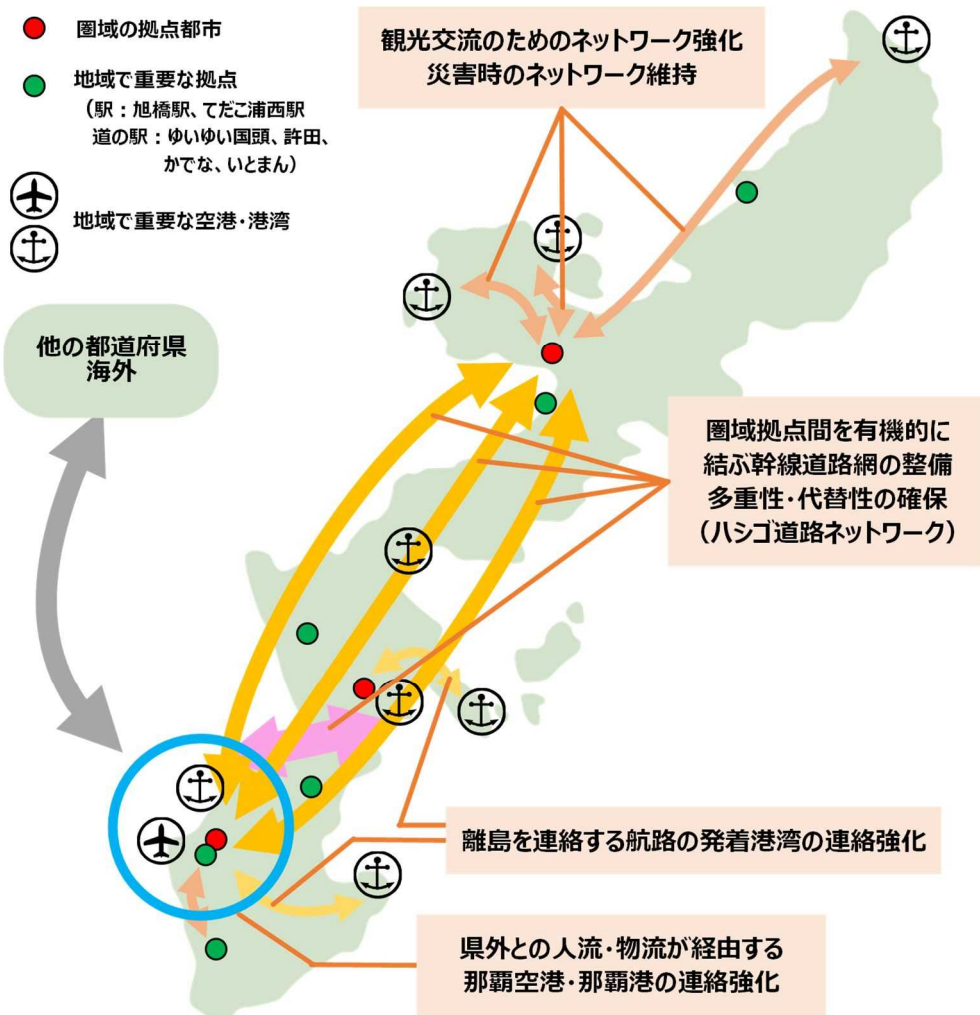 圏域の拠点都市
地域で重要な拠点
（駅：旭橋駅、てだこ浦西駅
道の駅：ゆいゆい国頭、許田、
かでな、いとまん）
地域で重要な空港・港湾
観光交流のためのネットワーク強化
災害時のネットワーク維持
他の都道府県
海外
圏域拠点間を有機的に
結ぶ幹線道路網の整備
多重性・代替性の確保
（ハシゴ道路ネットワーク）
離島を連絡する航路の発着港湾の連絡強化
県外との人流・物流が経由する
那覇空港・那覇港の連絡強化